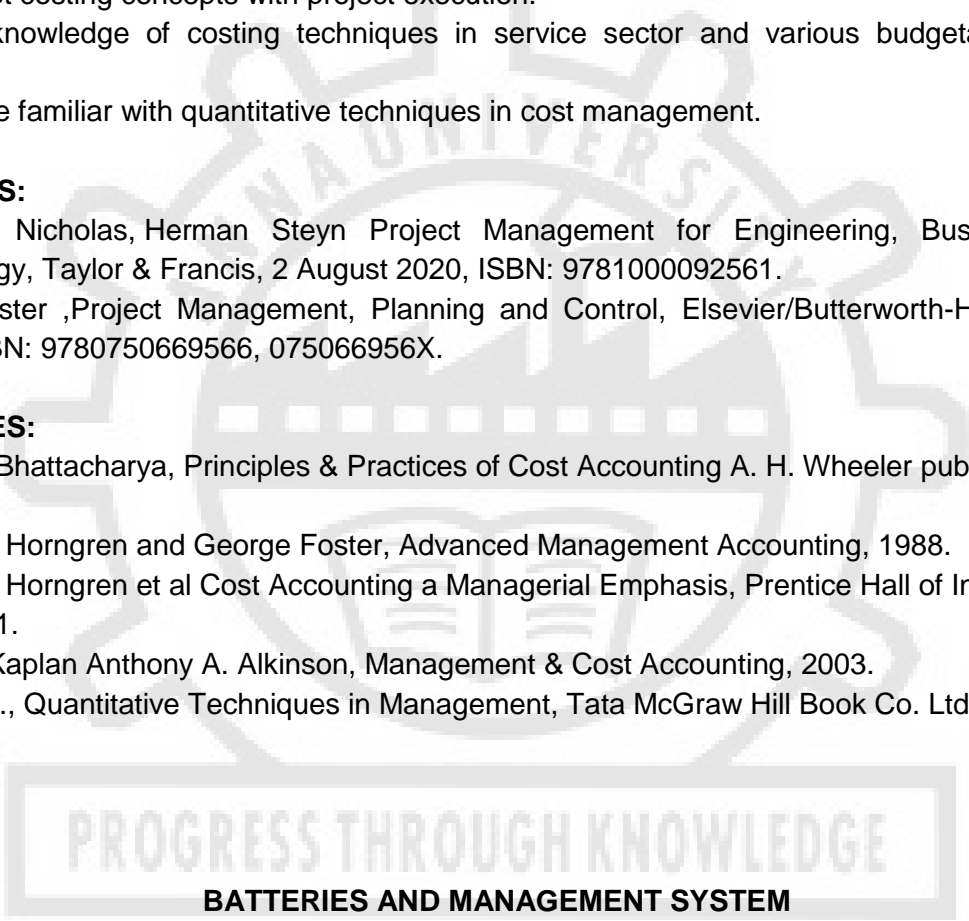 t costing concepts with project execution.
knowledge of costing techniques in service sector and various budgeta
e familiar with quantitative techniques in cost management.
S:
Nicholas, Herman Steyn Project Management for Engineering, Bus
gy, Taylor & Francis, 2 August 2020, ISBN: 9781000092561.
ster ,Project Management, Planning and Control, Elsevier/Butterworth-H
BN: 9780750669566, 075066956X.
ES:
Bhattacharya, Principles & Practices of Cost Accounting A. H. Wheeler pub
Horngren and George Foster, Advanced Management Accounting, 1988.
Horngren et al Cost Accounting a Managerial Emphasis, Prentice Hall of In
1.
Kaplan Anthony A. Alkinson, Management & Cost Accounting, 2003.
., Quantitative Techniques in Management, Tata McGraw Hill Book Co. Ltd
BATTERIES AND MANAGEMENT SYSTEM
ANNA UNIVERSITY
PROGRESS THROUGH KNOWLEDGE